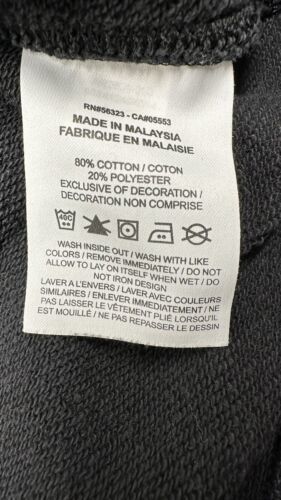 RN#56323 - CA#05553
MADE IN MALAYSIA
FABRIQUE EN MALAISIE
80% COTTON / COTON
20% POLYESTER
EXCLUSIVE OF DECORATION /
DECORATION NON COMPRISE
40C
WASH INSIDE OUT / WASH WITH LIKE
COLORS / REMOVE IMMEDIATELY / DO NOT
ALLOW TO LAY ON ITSELF WHEN WET / DO
NOT IRON DESIGN
LAVER A L'ENVERS / LAVER AVEC COULEURS
SIMILAIRES / ENLEVER IMMÉDIATEMENT / NE
PAS LAISSER LE VÊTEMENT PLIÉ LORSQU'IL
EST MOUILLÉ / NE PAS REPASSER LE DESSIN